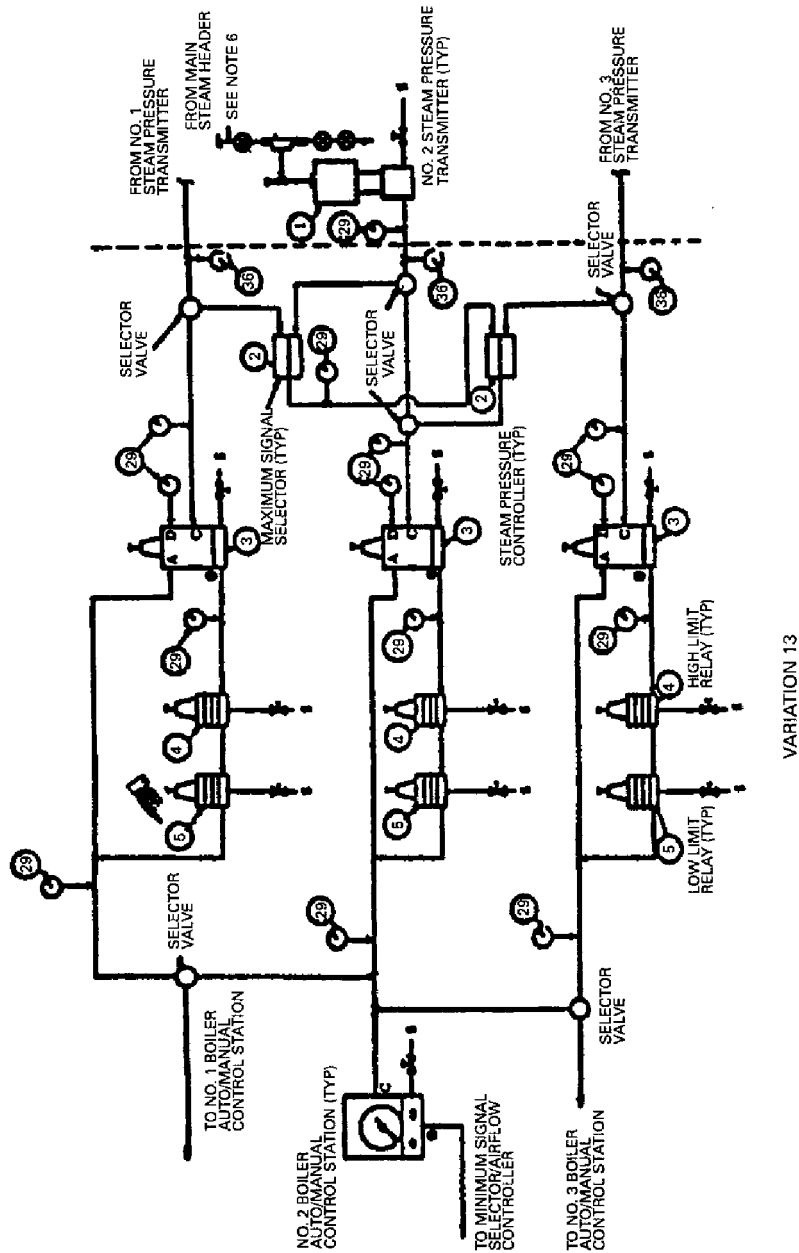 FROM NO. 1
STEAM PRESSURE
TRANSMITTER
FROM MAIN
STEAM HEADER
SEE NOTE 6
NO. 2 STEAM PRESSURE
TRANSMITTER (TYP)
FROM NO. 3
STEAM PRESSURE
TRANSMITTER
1
29
36
36
36
SELECTOR
VALVE
SELECTOR
VALVE
SELECTOR
VALVE
2
29
2
MAXIMUM SIGNAL
SELECTOR (TYP)
STEAM PRESSURE
CONTROLLER (TYP)
29
29
29
A
D
C
B
3
A
D
C
B
3
A
C
B
3
29
29
29
4
4
4
HIGH LIMIT
RELAY (TYP)
5
5
5
LOW LIMIT
RELAY (TYP)
29
29
29
SELECTOR
VALVE
SELECTOR
VALVE
TO NO. 1 BOILER
AUTO/MANUAL
CONTROL STATION
NO. 2 BOILER
AUTO/MANUAL
CONTROL STATION (TYP)
C
TO MINIMUM SIGNAL
SELECTOR/AIRFLOW
CONTROLLER
TO NO. 3 BOILER
AUTO/MANUAL
CONTROL STATION
S
S
S
S
S
S
S
S
S
S
S
VARIATION 13